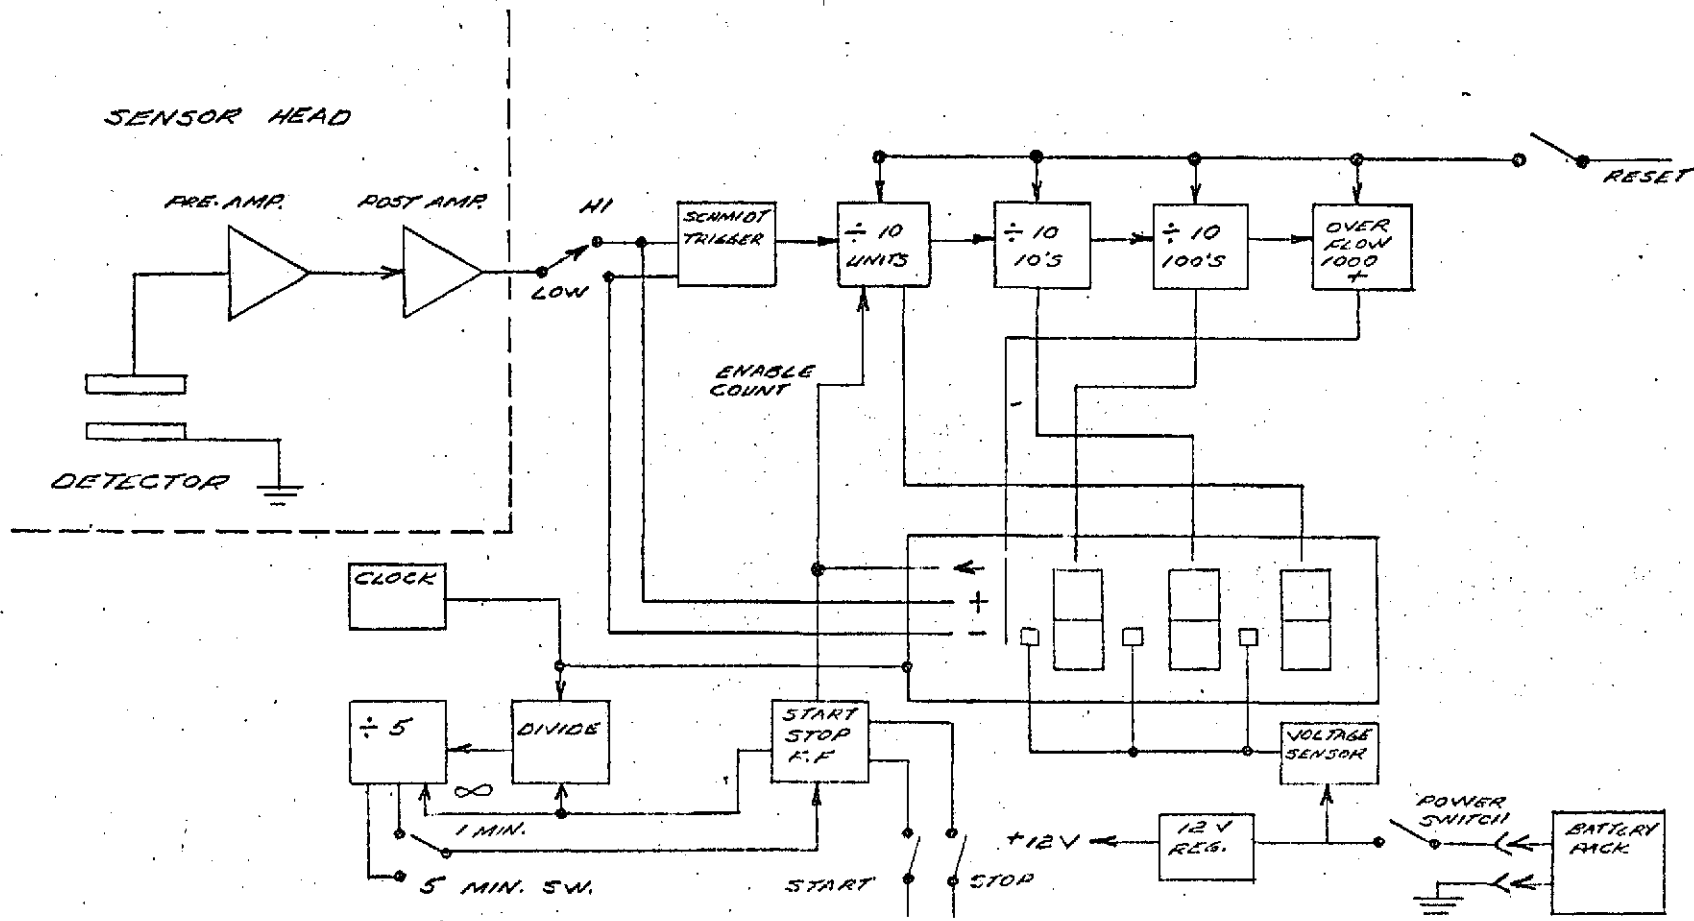 SENSOR HEAD
PRE. AMP.
POST AMP.
HI
LOW
SCHMIDT
TRIGGER
÷ 10
UNITS
÷ 10
10'S
÷ 10
100'S
OVER
FLOW
1000
+
RESET
ENABLE
COUNT
DETECTOR
CLOCK
+
-
÷ 5
DIVIDE
START
STOP
F.F
VOLTAGE
SENSOR
∞
1 MIN.
5 MIN. SW.
START
STOP
+12V
12 V
REG.
POWER
SWITCH
BATTERY
PACK